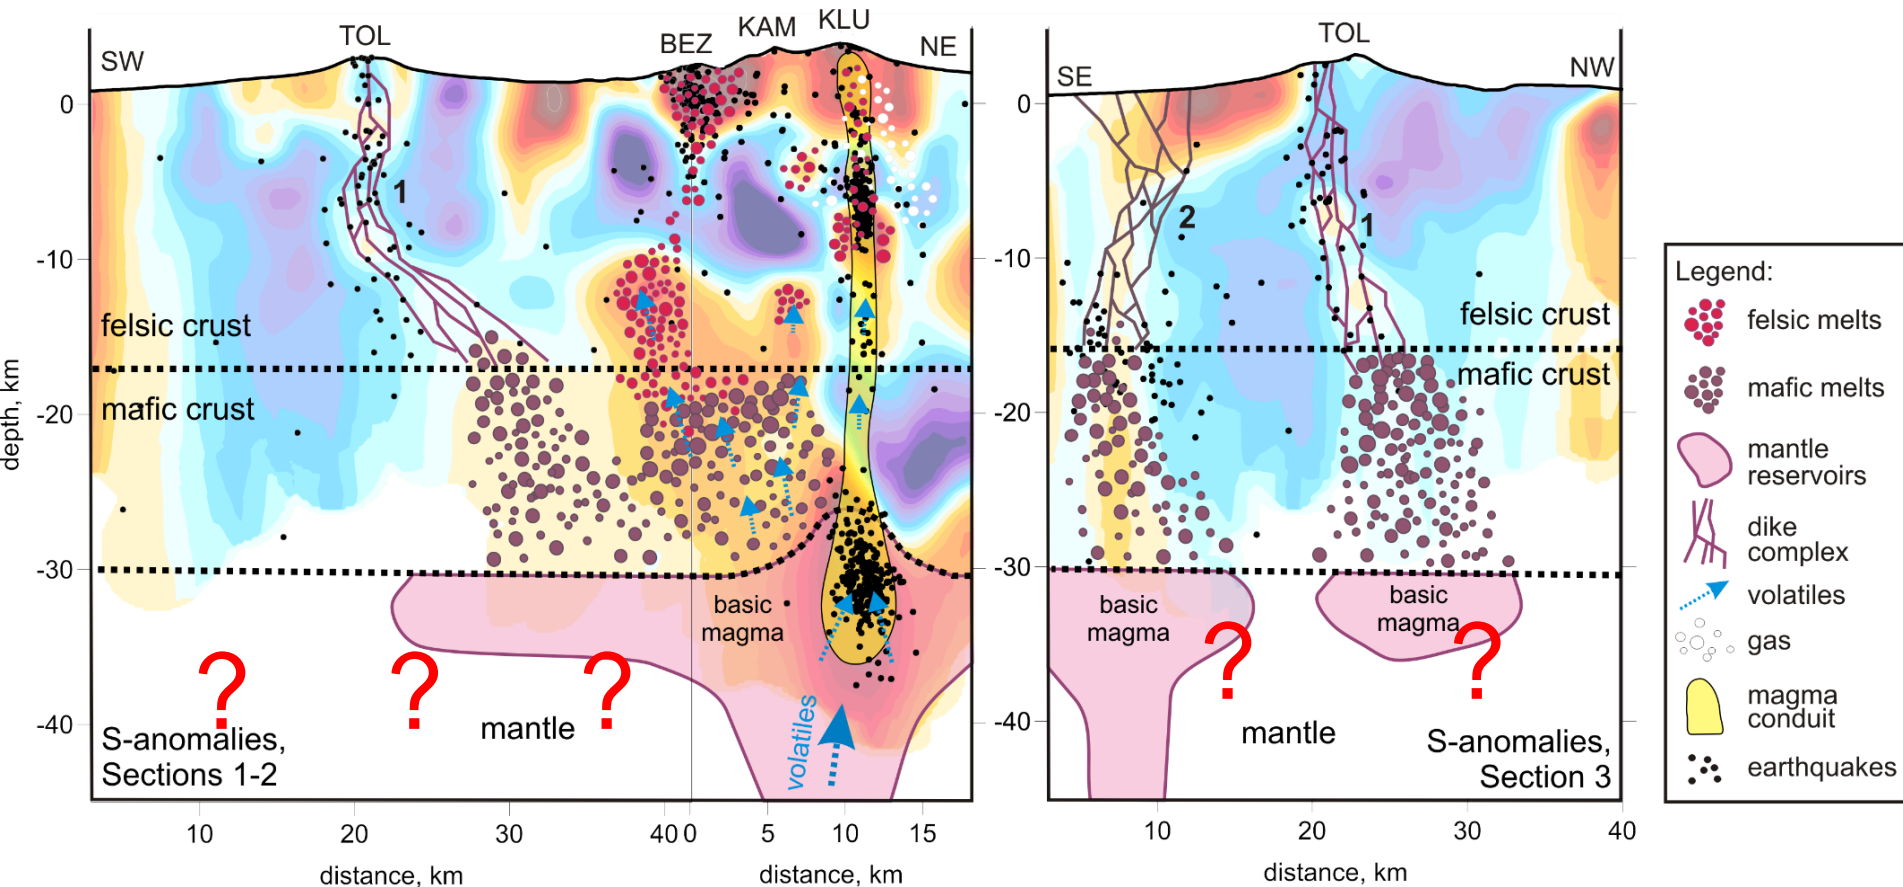 SW
TOL
BEZ
KAM
KLU
NE
0
-10
-20
-30
-40
depth, km
1
felsic crust
mafic crust
basic
magma
? ? ?
mantle
volatiles
S-anomalies,
Sections 1-2
10 20 30 40 0 5 10 15
distance, km
distance, km
SE
TOL
NW
0
-10
-20
-30
-40
2
1
felsic crust
mafic crust
basic
magma
basic
magma
? ?
mantle
S-anomalies,
Section 3
10 20 30 40
distance, km
Legend:
felsic melts
mafic melts
mantle
reservoirs
dike
complex
volatiles
gas
magma
conduit
earthquakes